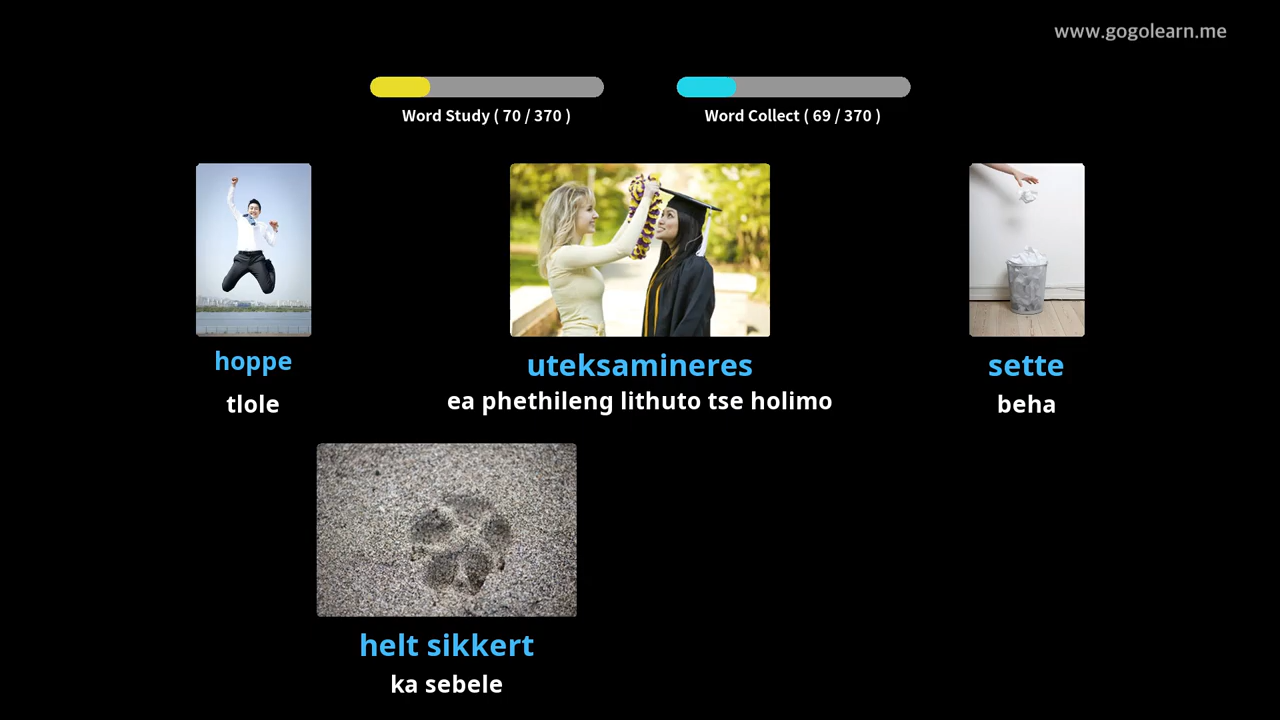 www.gogolearn.me
Word Study ( 70 / 370 )
Word Collect ( 69 / 370 )
hoppe
tlole
uteksamineres
ea phethileng lithuto tse holimo
sette
beha
helt sikkert
ka sebele